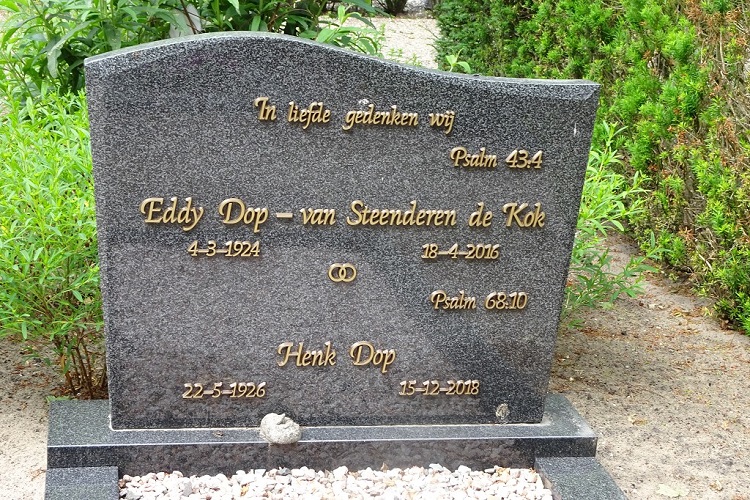 In liefde gedenken wij
Psalm 43:4
Eddy Dop – van Steenderen de Kok
4-3-1924 18-4-2016
Psalm 68:10
Henk Dop
22-5-1926 15-12-2018